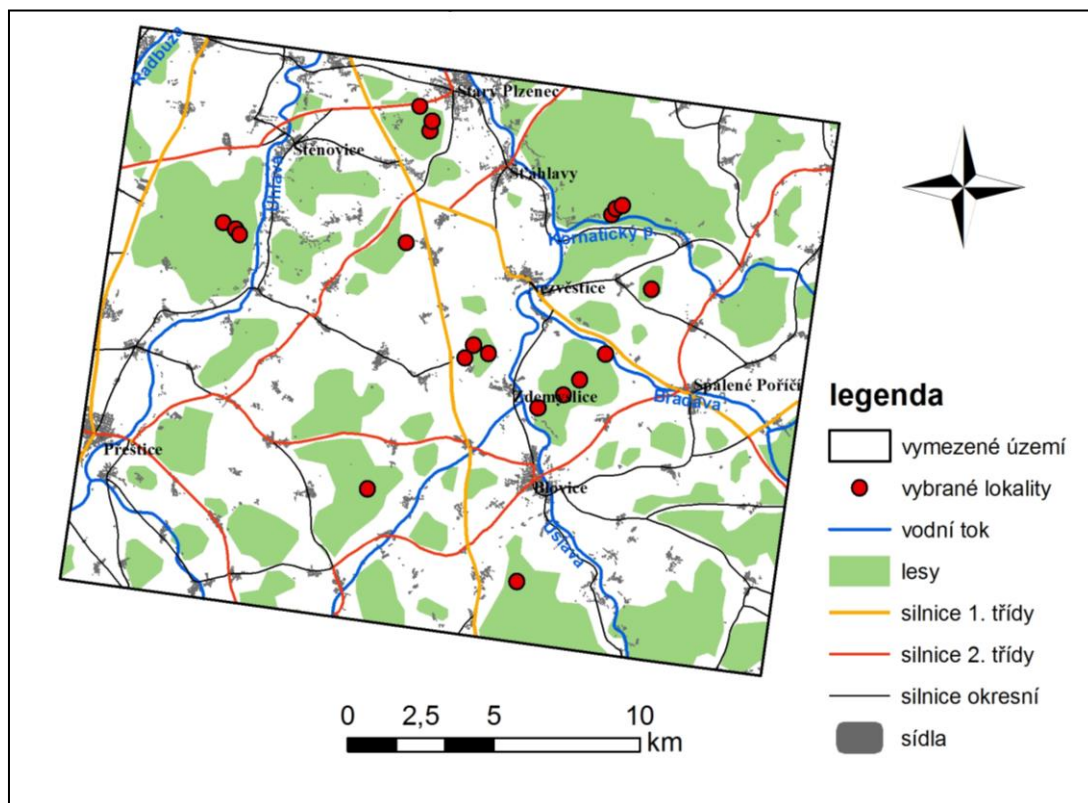 Radbuza
Starý Plzenec
Štěnovice
Úhlava
Šťáhlavy
Kornatický p.
Nezvěstice
Spálené Poříčí
Zdemyslice
Bradava
Přeštice
Blovice
Úslava
legenda
vymezené území
vybrané lokality
vodní tok
lesy
silnice 1. třídy
silnice 2. třídy
silnice okresní
sídla
0 2,5 5 10
km